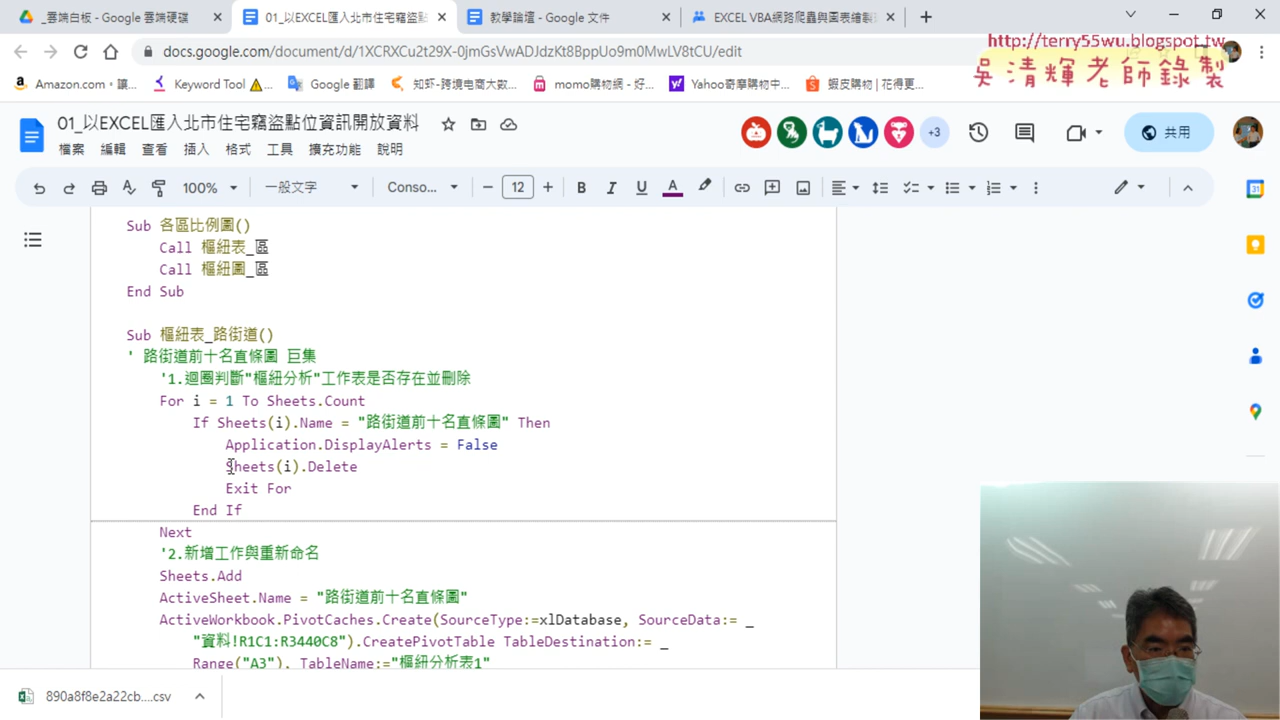 _雲端白板 - Google 雲端硬碟
01_以EXCEL匯入北市住宅竊盜點
教學論壇 - Google 文件
EXCEL VBA網路爬蟲與圖表繪製
docs.google.com/document/d/1XCRXCu2t29X-0jmGsVwADJdzKt8BppUo9m0MwLV8tCU/edit
http://terry55wu.blogspot.tw
吳清輝老師錄製
Amazon.com : 讓...
Keyword Tool
Google 翻譯
知虾-跨境电商大数...
momo購物網 - 好...
Yahoo奇摩購物中...
蝦皮購物 | 花得更...
01_以EXCEL匯入北市住宅竊盜點位資訊開放資料
+3
共用
檔案 編輯 查看 插入 格式 工具 擴充功能 說明
100% 一般文字 Conso... 12 B I U A
Sub 各區比例圖()
Call 樞紐表_區
Call 樞紐圖_區
End Sub
Sub 樞紐表_路街道()
' 路街道前十名直條圖 巨集
'1.迴圈判斷"樞紐分析"工作表是否存在並刪除
For i = 1 To Sheets.Count
If Sheets(i).Name = "路街道前十名直條圖" Then
Application.DisplayAlerts = False
Sheets(i).Delete
Exit For
End If
Next
'2.新增工作與重新命名
Sheets.Add
ActiveSheet.Name = "路街道前十名直條圖"
ActiveWorkbook.PivotCaches.Create(SourceType:=xlDatabase, SourceData:= _
"資料!R1C1:R3440C8").CreatePivotTable TableDestination:= _
Range("A3"), TableName:="樞紐分析表1"
890a8f8e2a22cb....csv